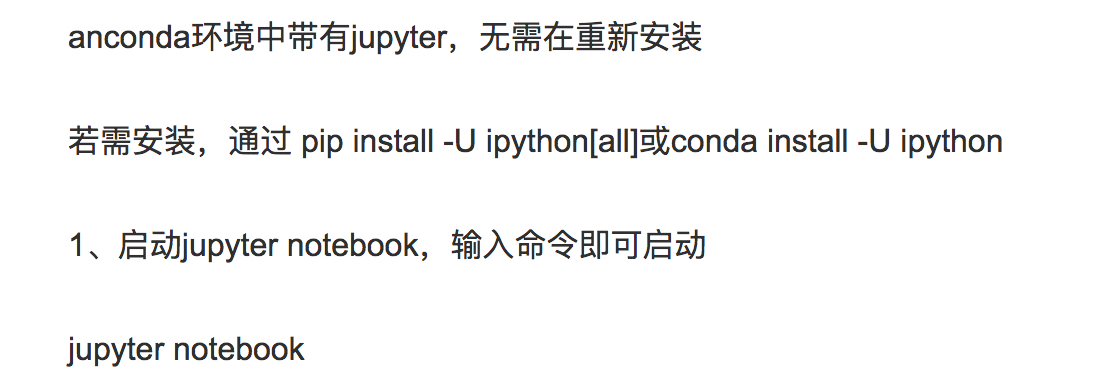 anconda环境中带有jupyter，无需在重新安装
若需安装，通过 pip install -U ipython[all]或conda install -U ipython
1、启动jupyter notebook，输入命令即可启动
jupyter notebook